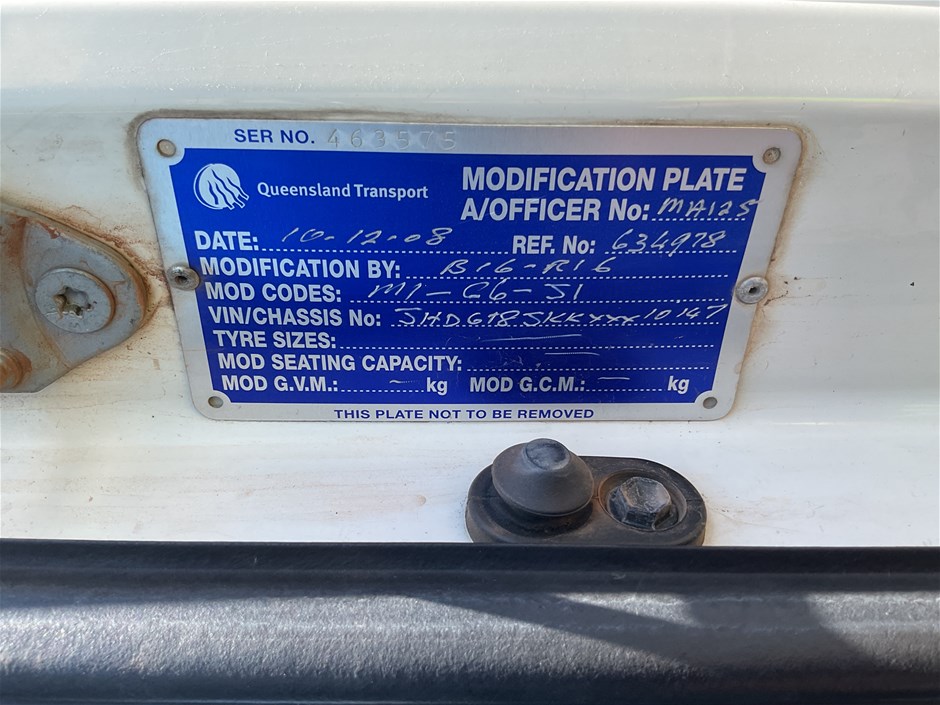 SER NO. 463575
Queensland Transport
MODIFICATION PLATE
A/OFFICER No: MA125
DATE: 10-12-08 REF. No: 634978
MODIFICATION BY: BIG-RIG
MOD CODES: M1-G6-S1
VIN/CHASSIS No:
TYRE SIZES:
MOD SEATING CAPACITY:
MOD G.V.M.: - kg MOD G.C.M.: - kg
THIS PLATE NOT TO BE REMOVED